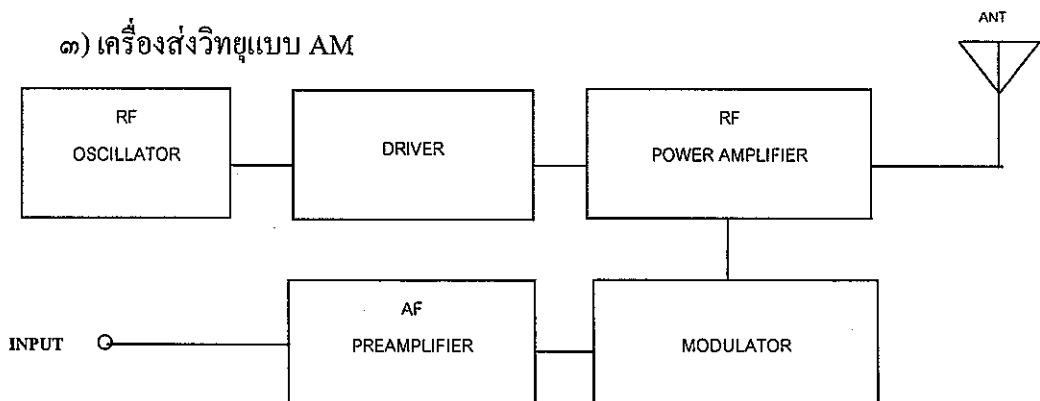 ANT
๓) เครื่องส่งวิทยุแบบ AM
RF
OSCILLATOR
DRIVER
RF
POWER AMPLIFIER
INPUT
AF
PREAMPLIFIER
MODULATOR